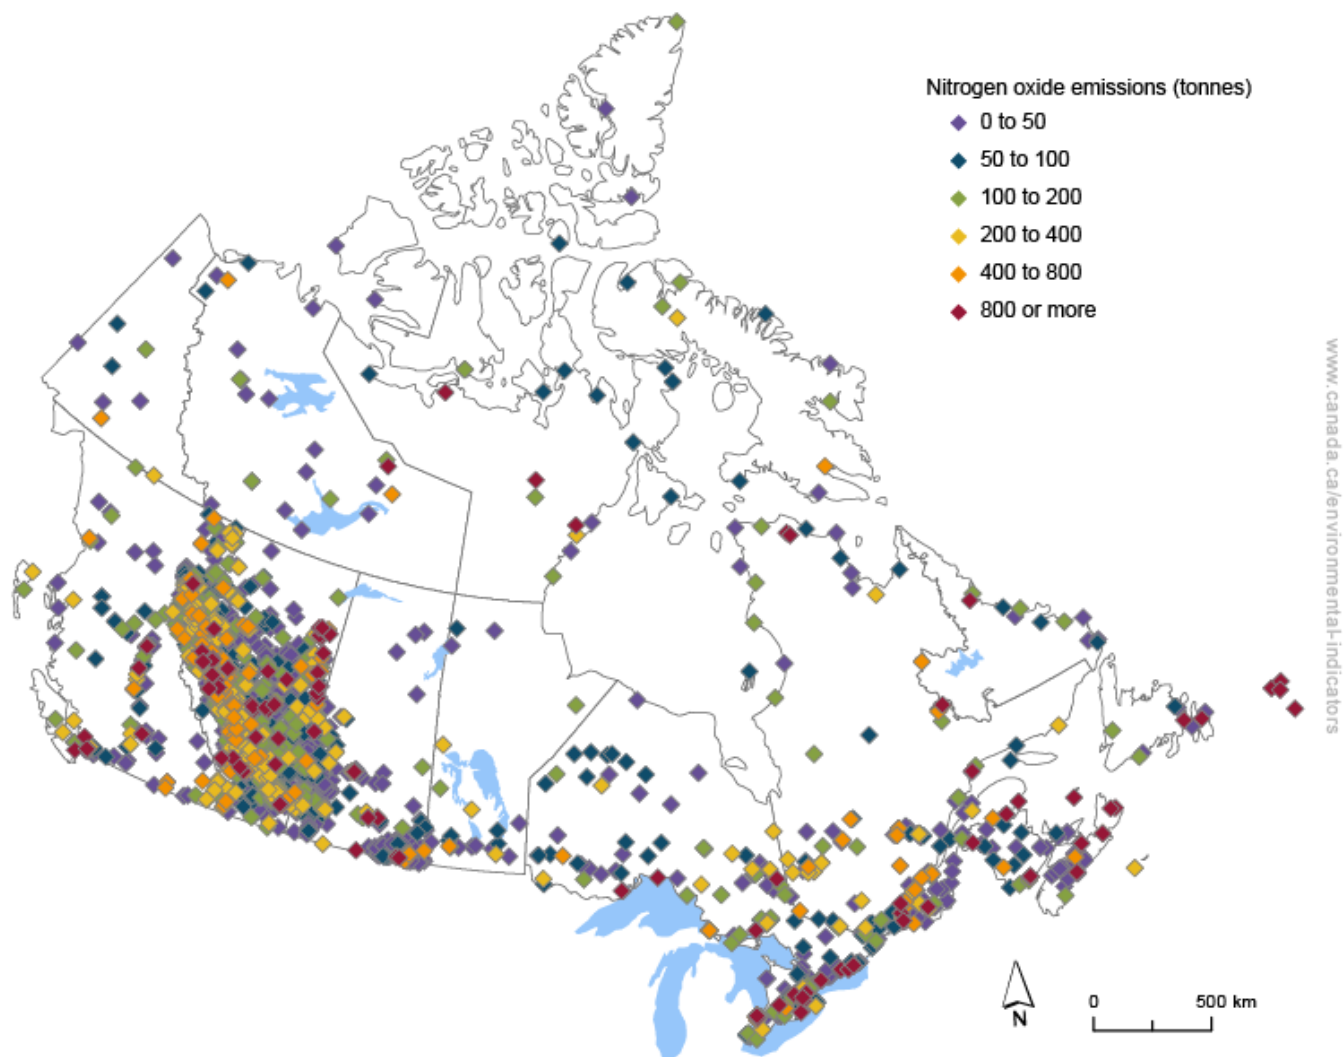 Nitrogen oxide emissions (tonnes)
0 to 50
50 to 100
100 to 200
200 to 400
400 to 800
800 or more
www.canada.ca/environmental-indicators
N
0 500 km